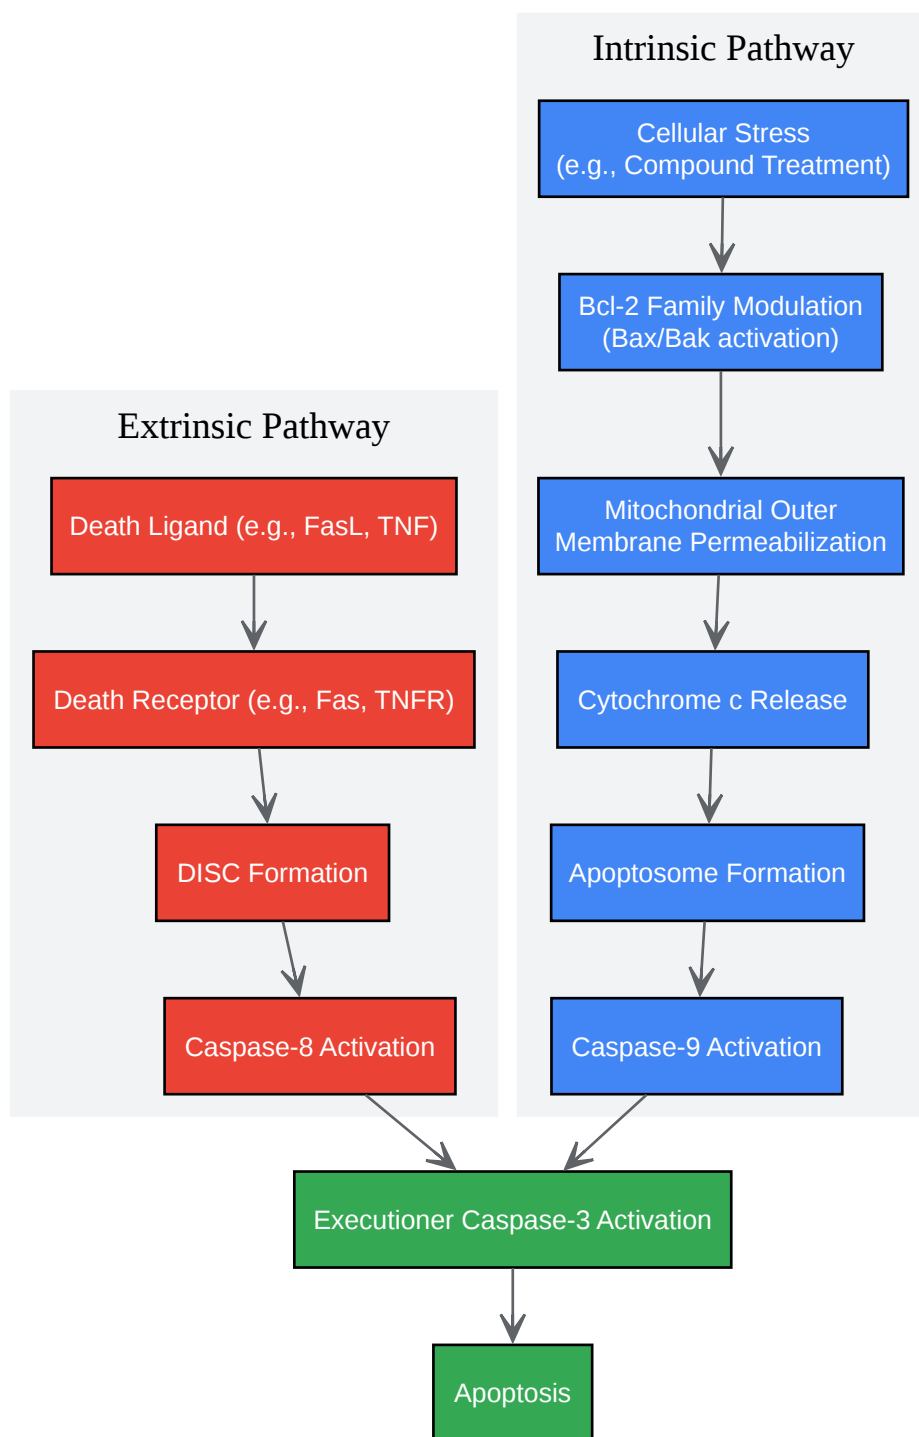 Intrinsic Pathway
Cellular Stress
(e.g., Compound Treatment)
Bcl-2 Family Modulation
(Bax/Bak activation)
Mitochondrial Outer
Membrane Permeabilization
Cytochrome c Release
Apoptosome Formation
Caspase-9 Activation
Extrinsic Pathway
Death Ligand (e.g., FasL, TNF)
Death Receptor (e.g., Fas, TNFR)
DISC Formation
Caspase-8 Activation
Executioner Caspase-3 Activation
Apoptosis